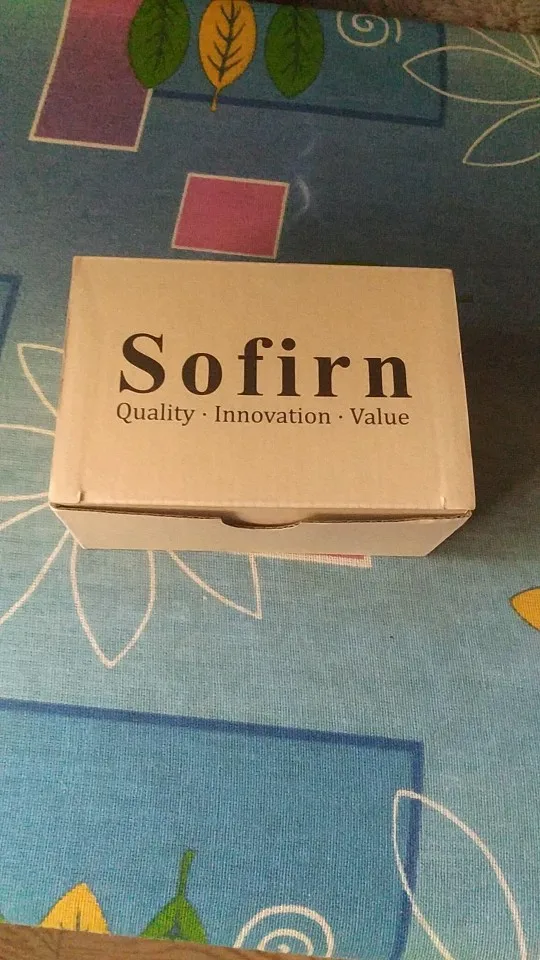 Sofirn
Quality · Innovation · Value